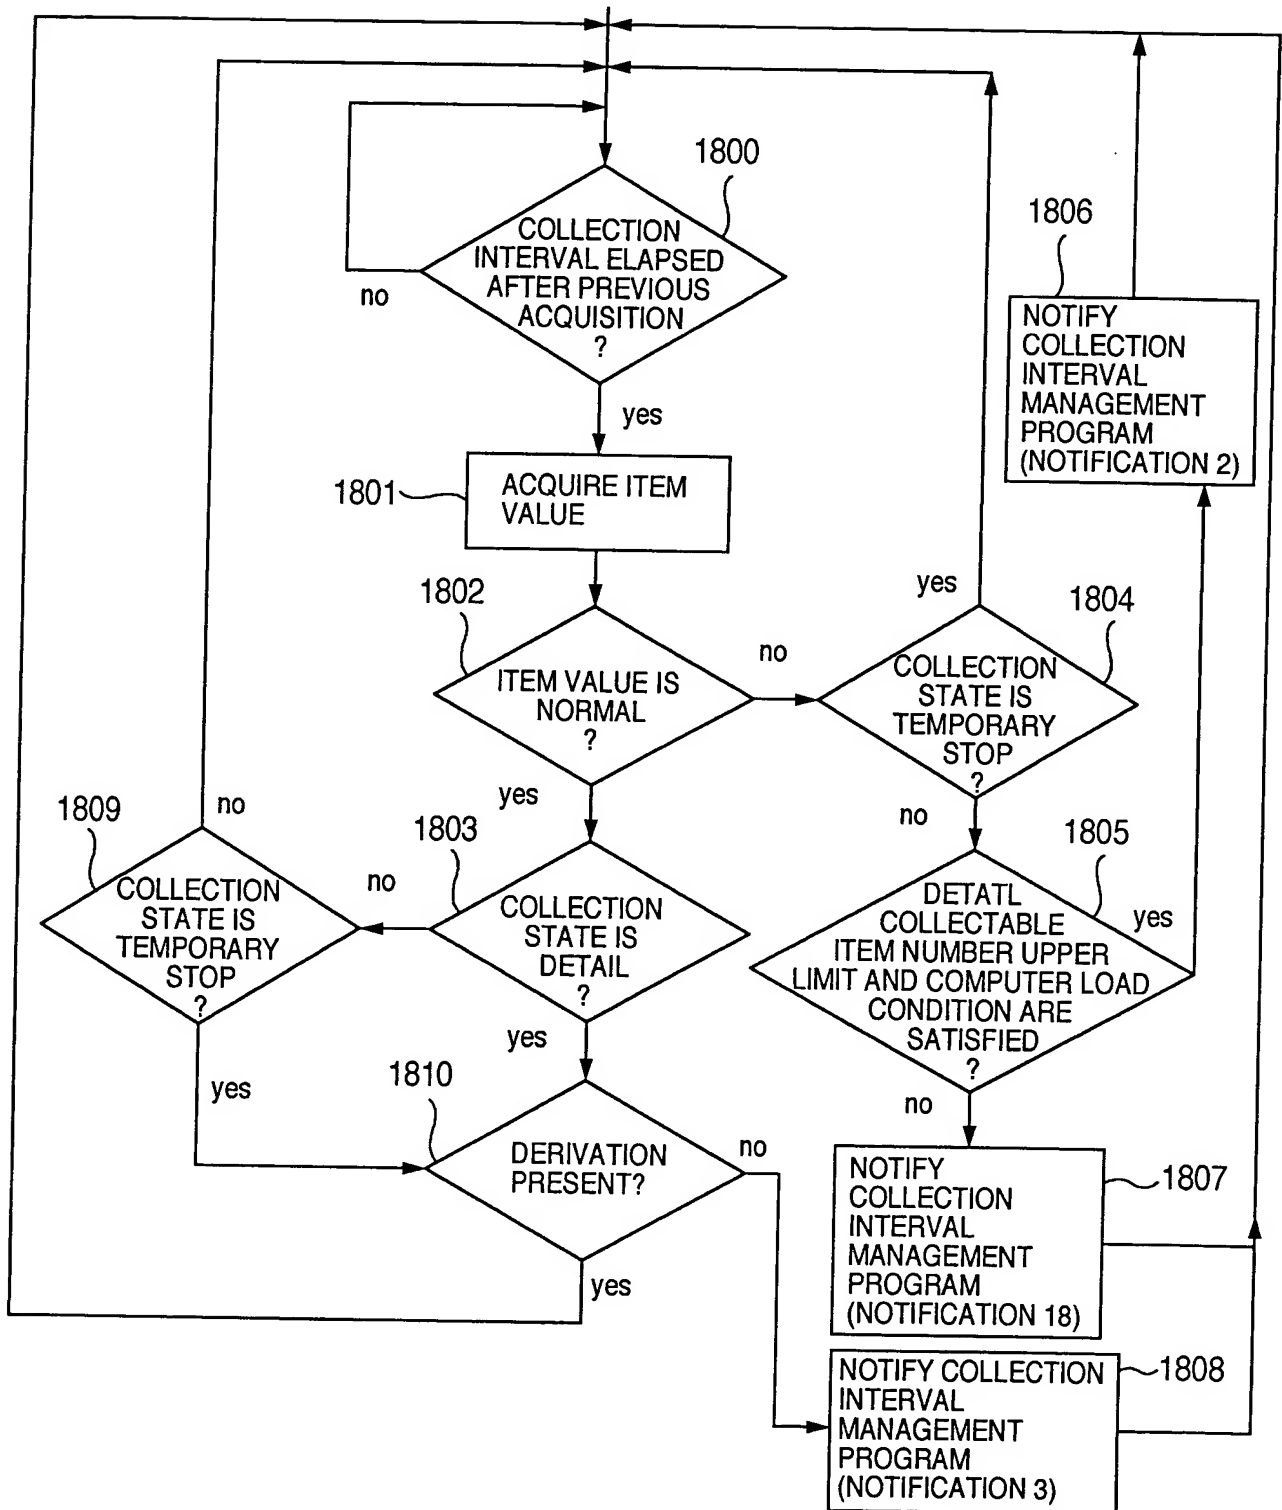 1800
COLLECTION
INTERVAL ELAPSED
AFTER PREVIOUS
ACQUISITION
?
no
yes
1806
NOTIFY
COLLECTION
INTERVAL
MANAGEMENT
PROGRAM
(NOTIFICATION 2)
1801
ACQUIRE ITEM
VALUE
1802
ITEM VALUE IS
NORMAL
?
no
yes
yes
1804
COLLECTION
STATE IS
TEMPORARY
STOP
?
no
1809
no
COLLECTION
STATE IS
TEMPORARY
STOP
?
yes
1803
no
COLLECTION
STATE IS
DETAIL
?
yes
1805
DETATL
COLLECTABLE
ITEM NUMBER UPPER
LIMIT AND COMPUTER LOAD
CONDITION ARE
SATISFIED
?
yes
no
1810
DERIVATION
PRESENT?
no
yes
NOTIFY
COLLECTION
INTERVAL
MANAGEMENT
PROGRAM
(NOTIFICATION 18)
1807
NOTIFY COLLECTION
INTERVAL
MANAGEMENT
PROGRAM
(NOTIFICATION 3)
1808